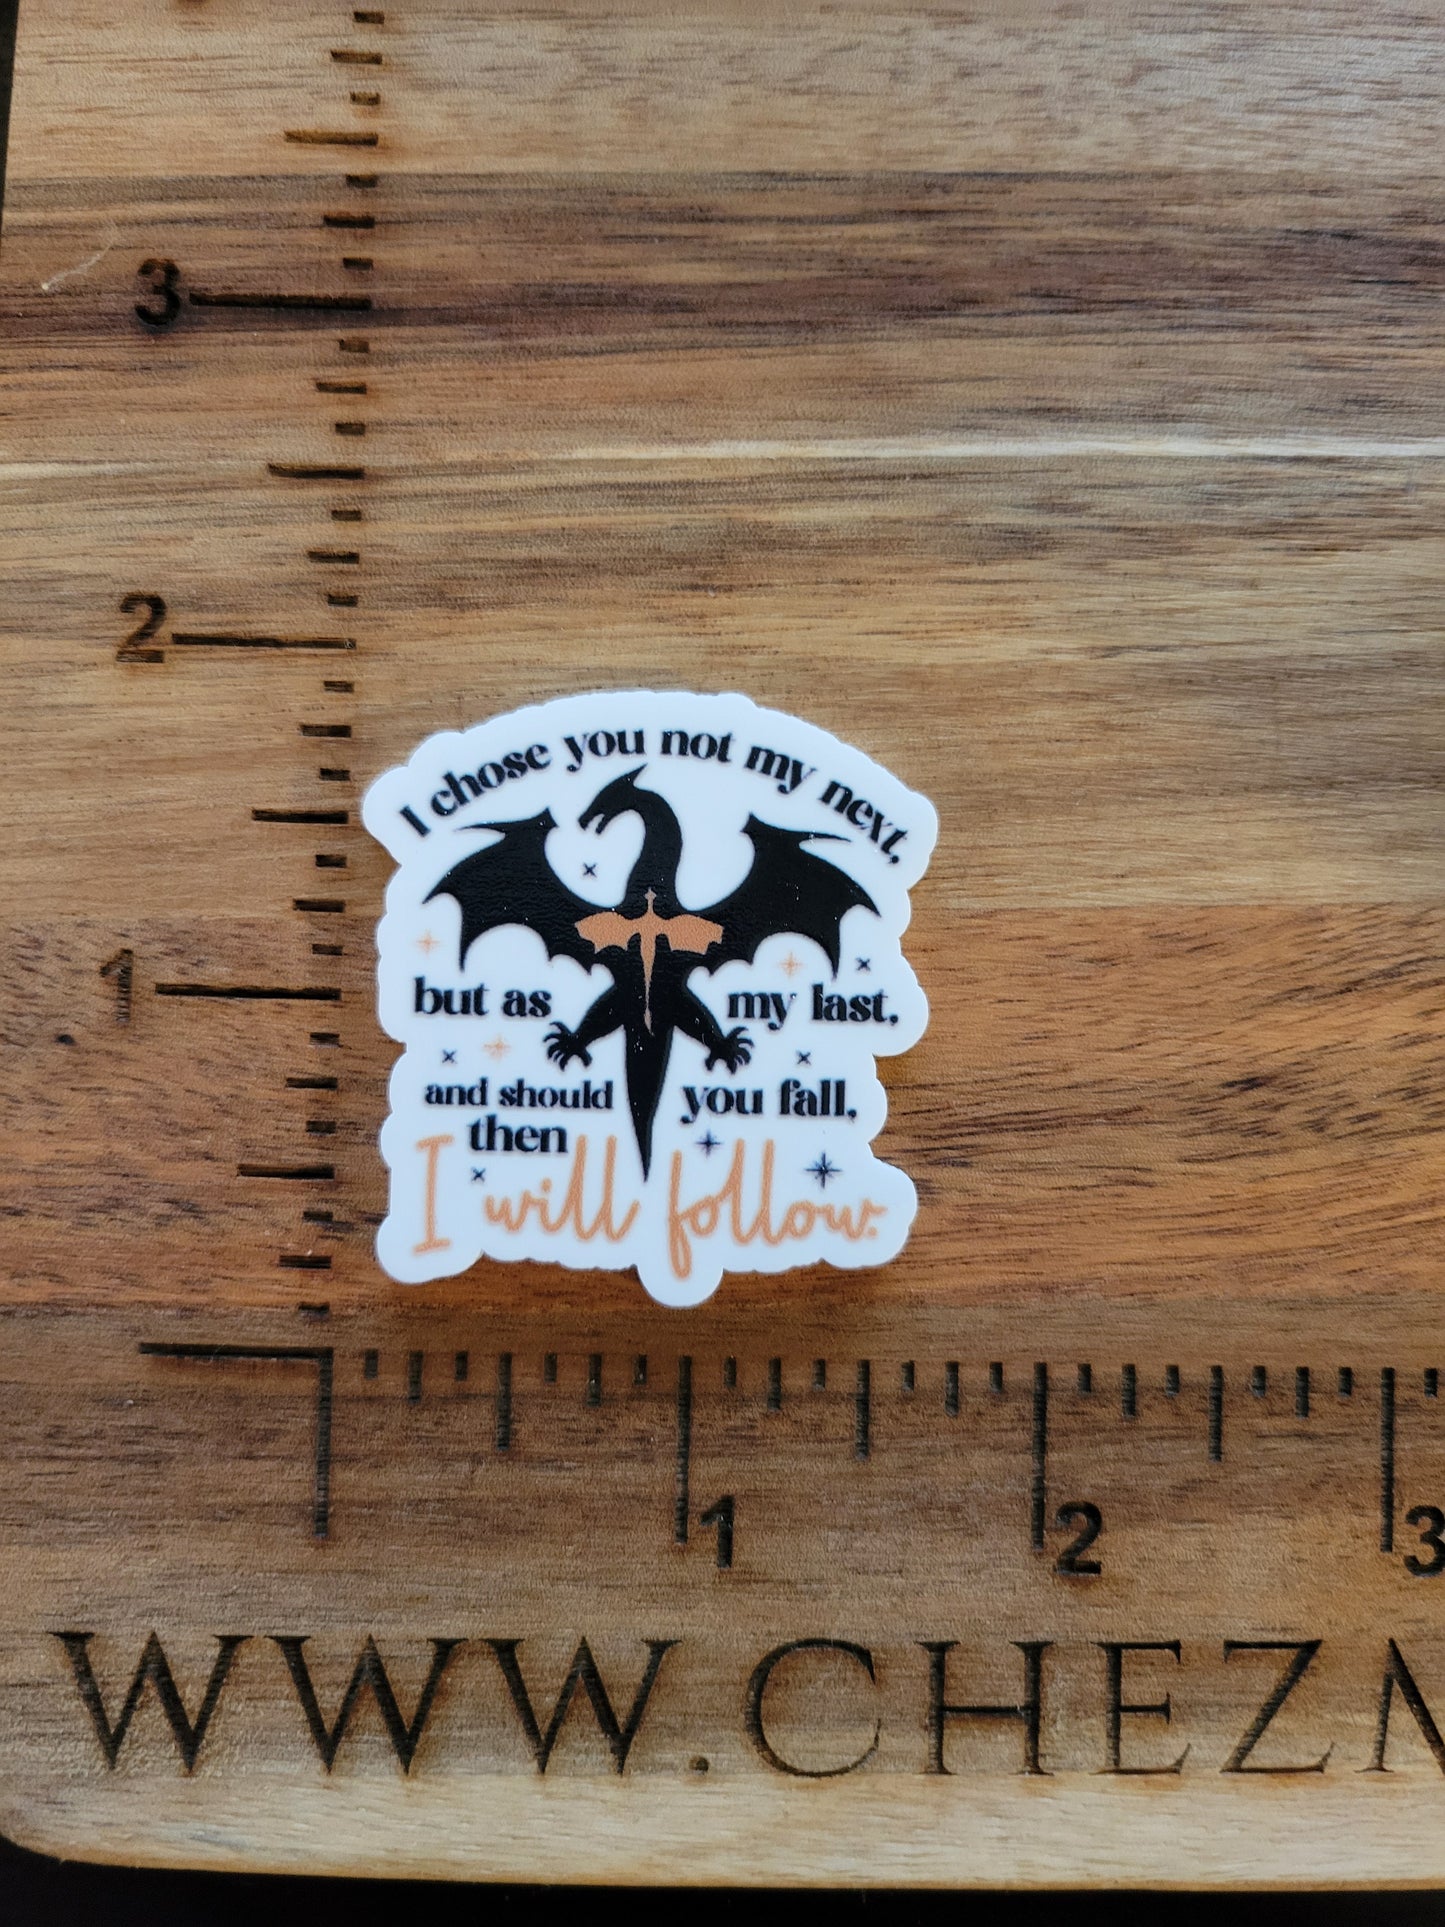 3
2
1
I chose you not my next,
but as my last,
and should you fall,
then
I will follow.
1 2 3
WWW.CHEZ